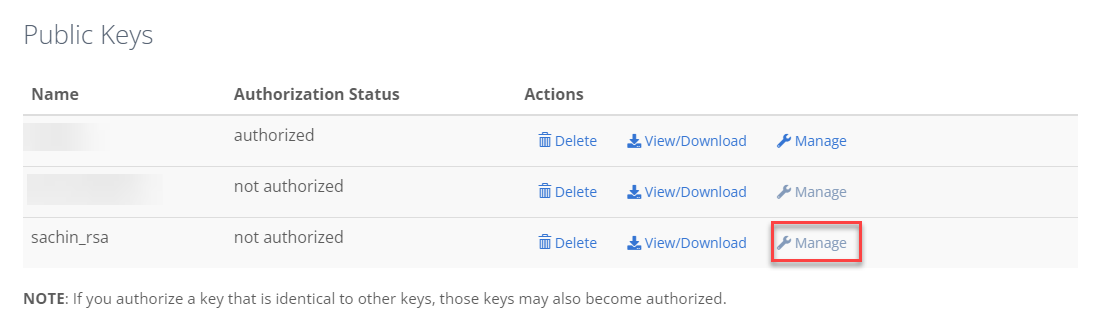 Public Keys
Name Authorization Status Actions
authorized Delete View/Download Manage
not authorized Delete View/Download Manage
sachin_rsa not authorized Delete View/Download Manage
NOTE: If you authorize a key that is identical to other keys, those keys may also become authorized.